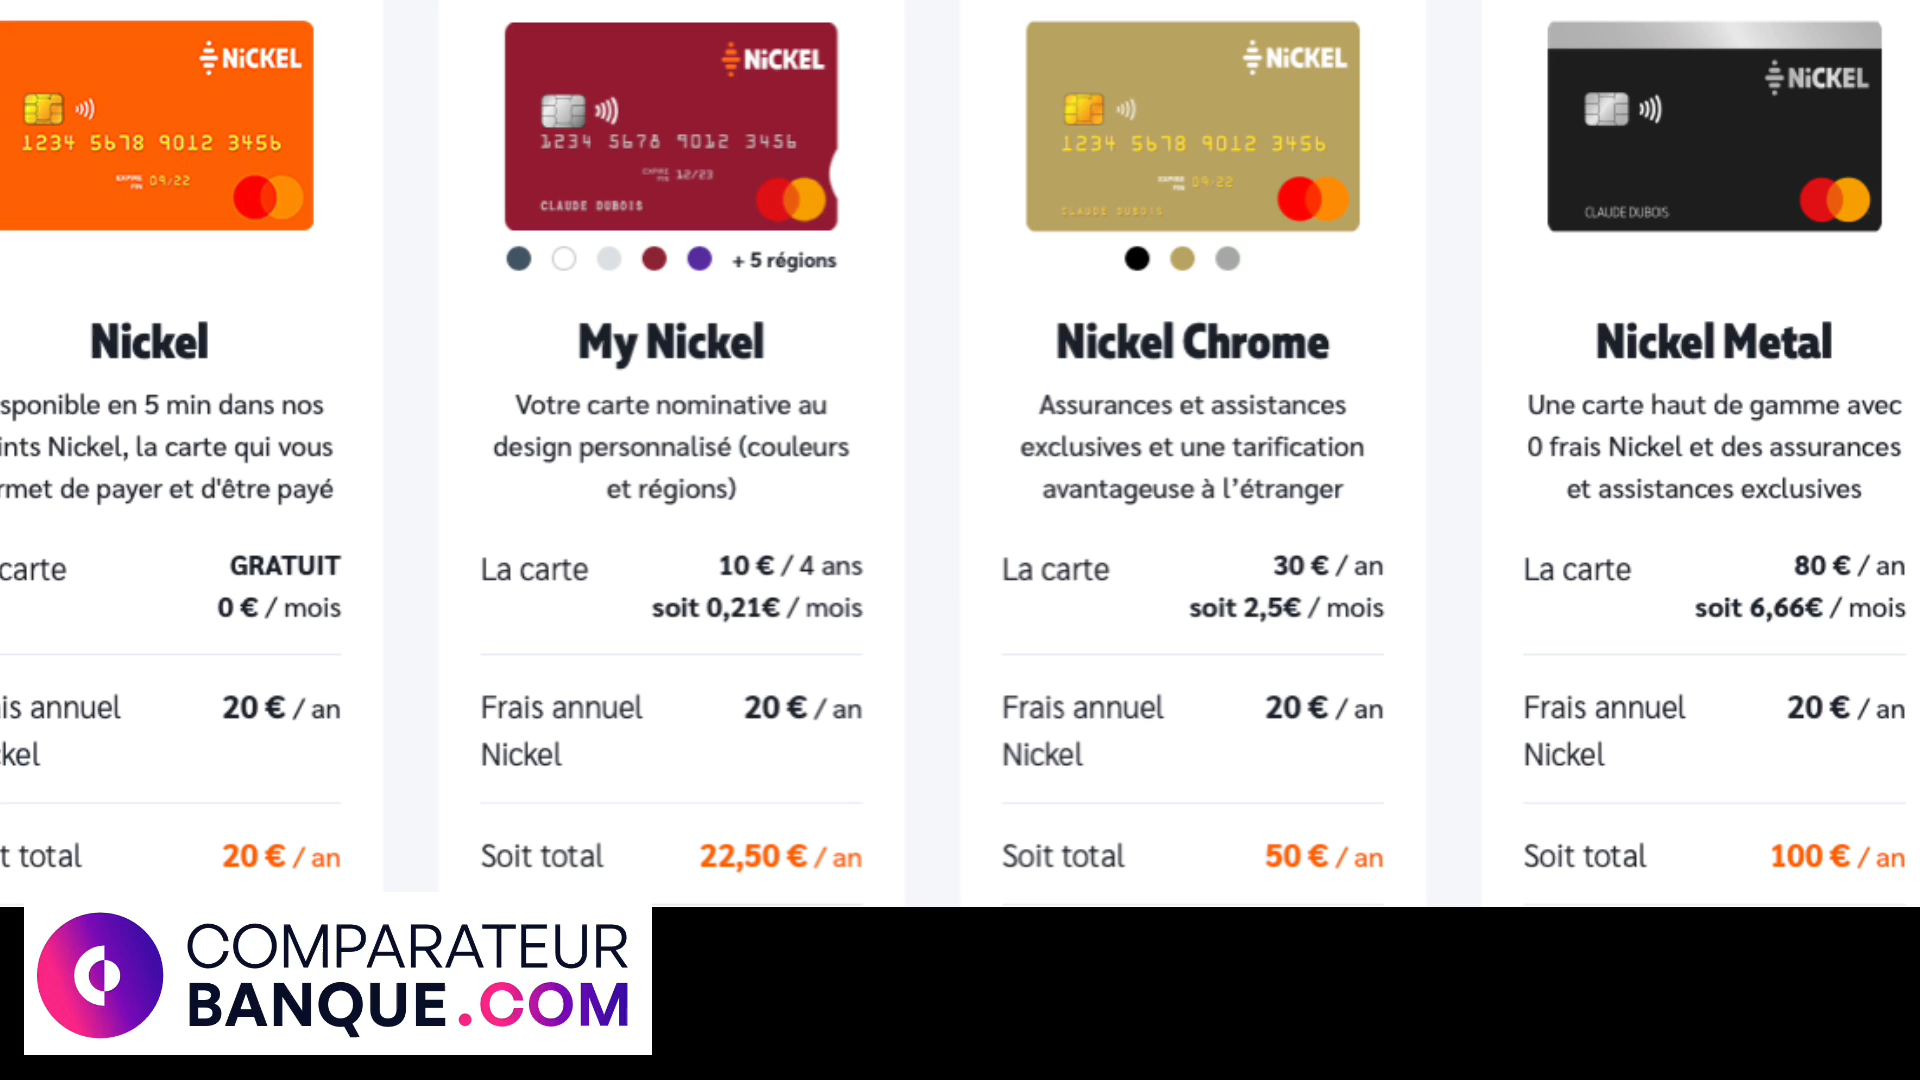 NiCKEL
1234 5678 9012 3456
EXPIRE FIN 09/22
Nickel
sponible en 5 min dans nos
ints Nickel, la carte qui vous
rmet de payer et d'être payé
carte
GRATUIT
0 € / mois
is annuel
20 € / an
kel
t total
20 € / an
NiCKEL
1234 5678 9012 3456
EXPIRE FIN 12/23
CLAUDE DUBOIS
+ 5 régions
My Nickel
Votre carte nominative au
design personnalisé (couleurs
et régions)
La carte
10 € / 4 ans
soit 0,21€ / mois
Frais annuel
20 € / an
Nickel
Soit total
22,50 € / an
NiCKEL
1234 5678 9012 3456
EXPIRE FIN 09/22
CLAUDE DUBOIS
Nickel Chrome
Assurances et assistances
exclusives et une tarification
avantageuse à l’étranger
La carte
30 € / an
soit 2,5€ / mois
Frais annuel
20 € / an
Nickel
Soit total
50 € / an
NiCKEL
CLAUDE DUBOIS
Nickel Metal
Une carte haut de gamme avec
0 frais Nickel et des assurances
et assistances exclusives
La carte
80 € / an
soit 6,66€ / mois
Frais annuel
20 € / an
Nickel
Soit total
100 € / an
COMPARATEUR
BANQUE.COM